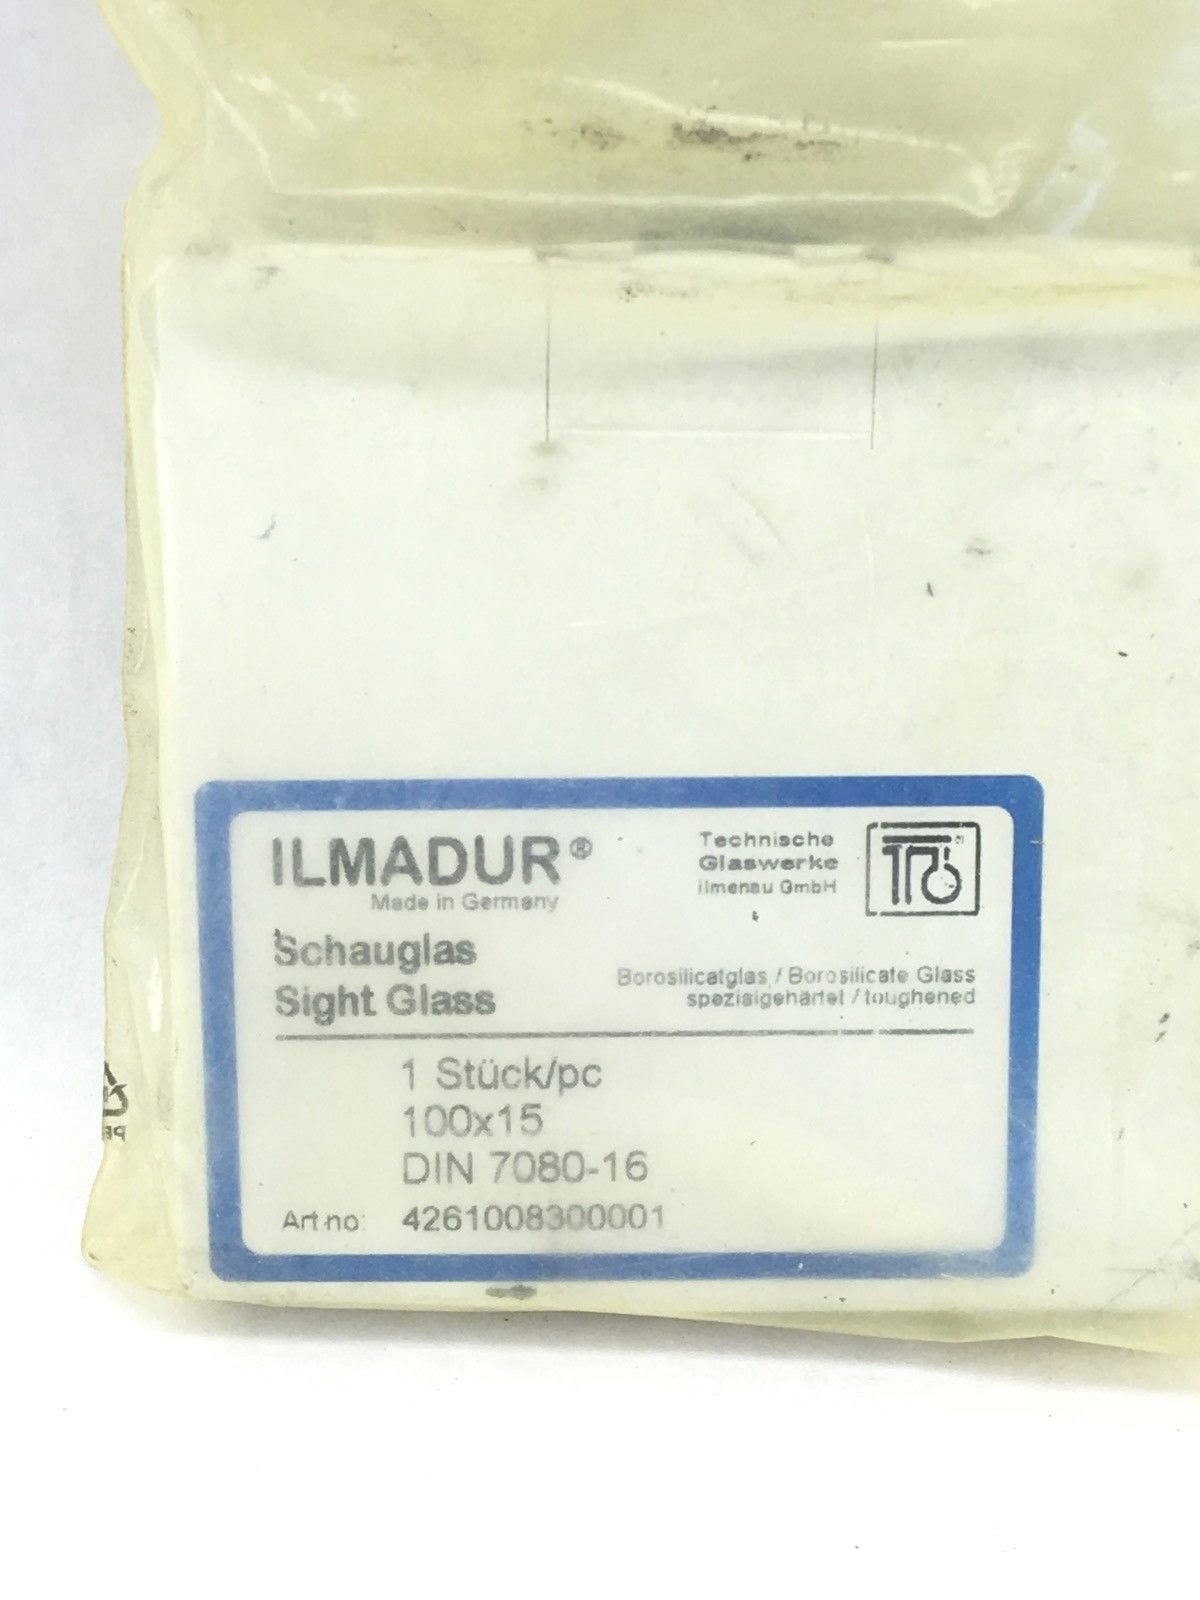 ILMADUR®
Made in Germany
Technische
Glaswerke
Ilmenau GmbH
Schauglas
Sight Glass
Borosilicatglas / Borosilicate Glass
spezialgehärtet / toughened
1 Stück/pc
100x15
DIN 7080-16
Art-no: 4261008300001